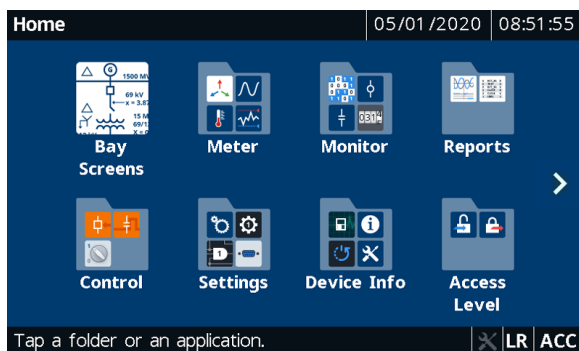 Home 05/01/2020 08:51:55
G 1500 MV
69 kV
x = 3.87
15 M
69/1
X = 0
Bay
Screens
Meter
Monitor
Reports
Control
Settings
Device Info
Access
Level
Tap a folder or an application. LR ACC